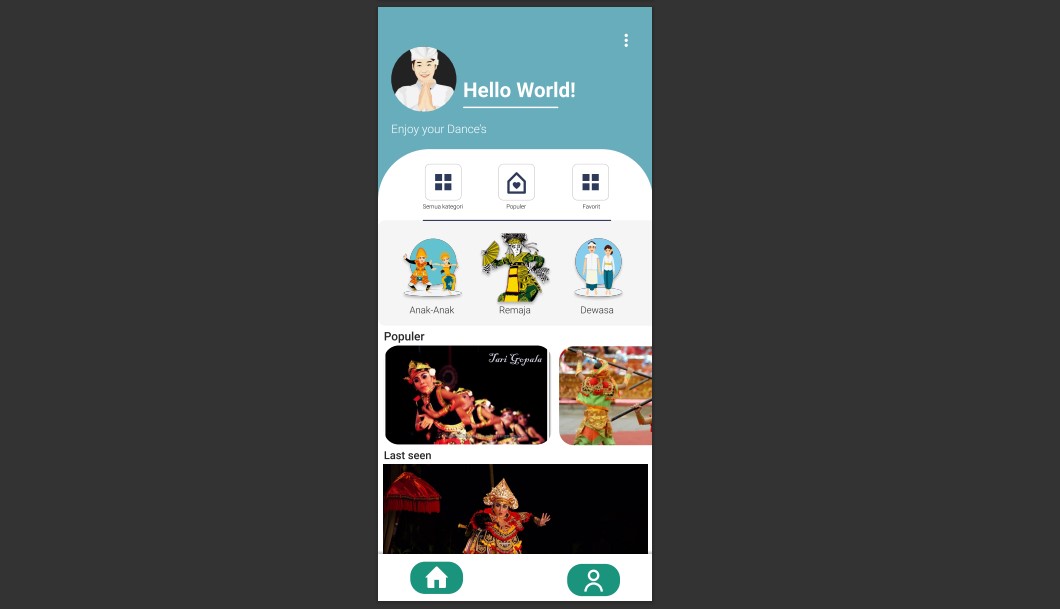 Hello World!
Enjoy your Dance's
Semua kategori
Populer
Favorit
Anak-Anak
Remaja
Dewasa
Populer
Tari Gopala
Last seen